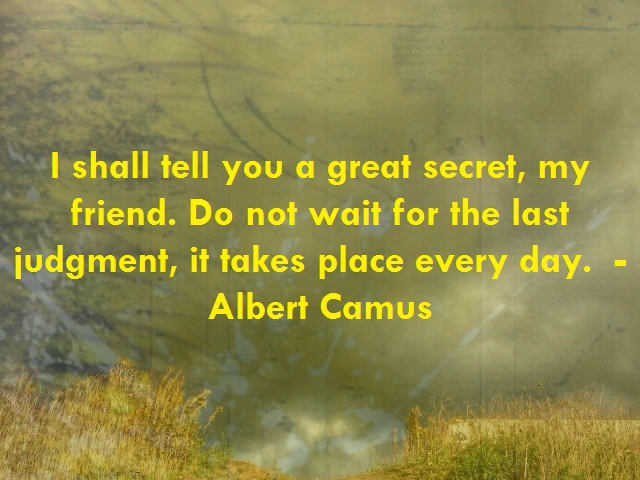 I shall tell you a great secret, my
friend. Do not wait for the last
judgment, it takes place every day.  -
Albert Camus